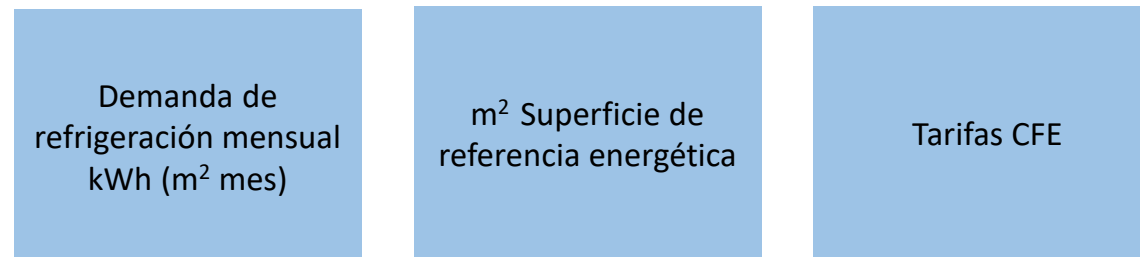 Demanda de
refrigeración mensual
kWh (m² mes)
m² Superficie de
referencia energética
Tarifas CFE